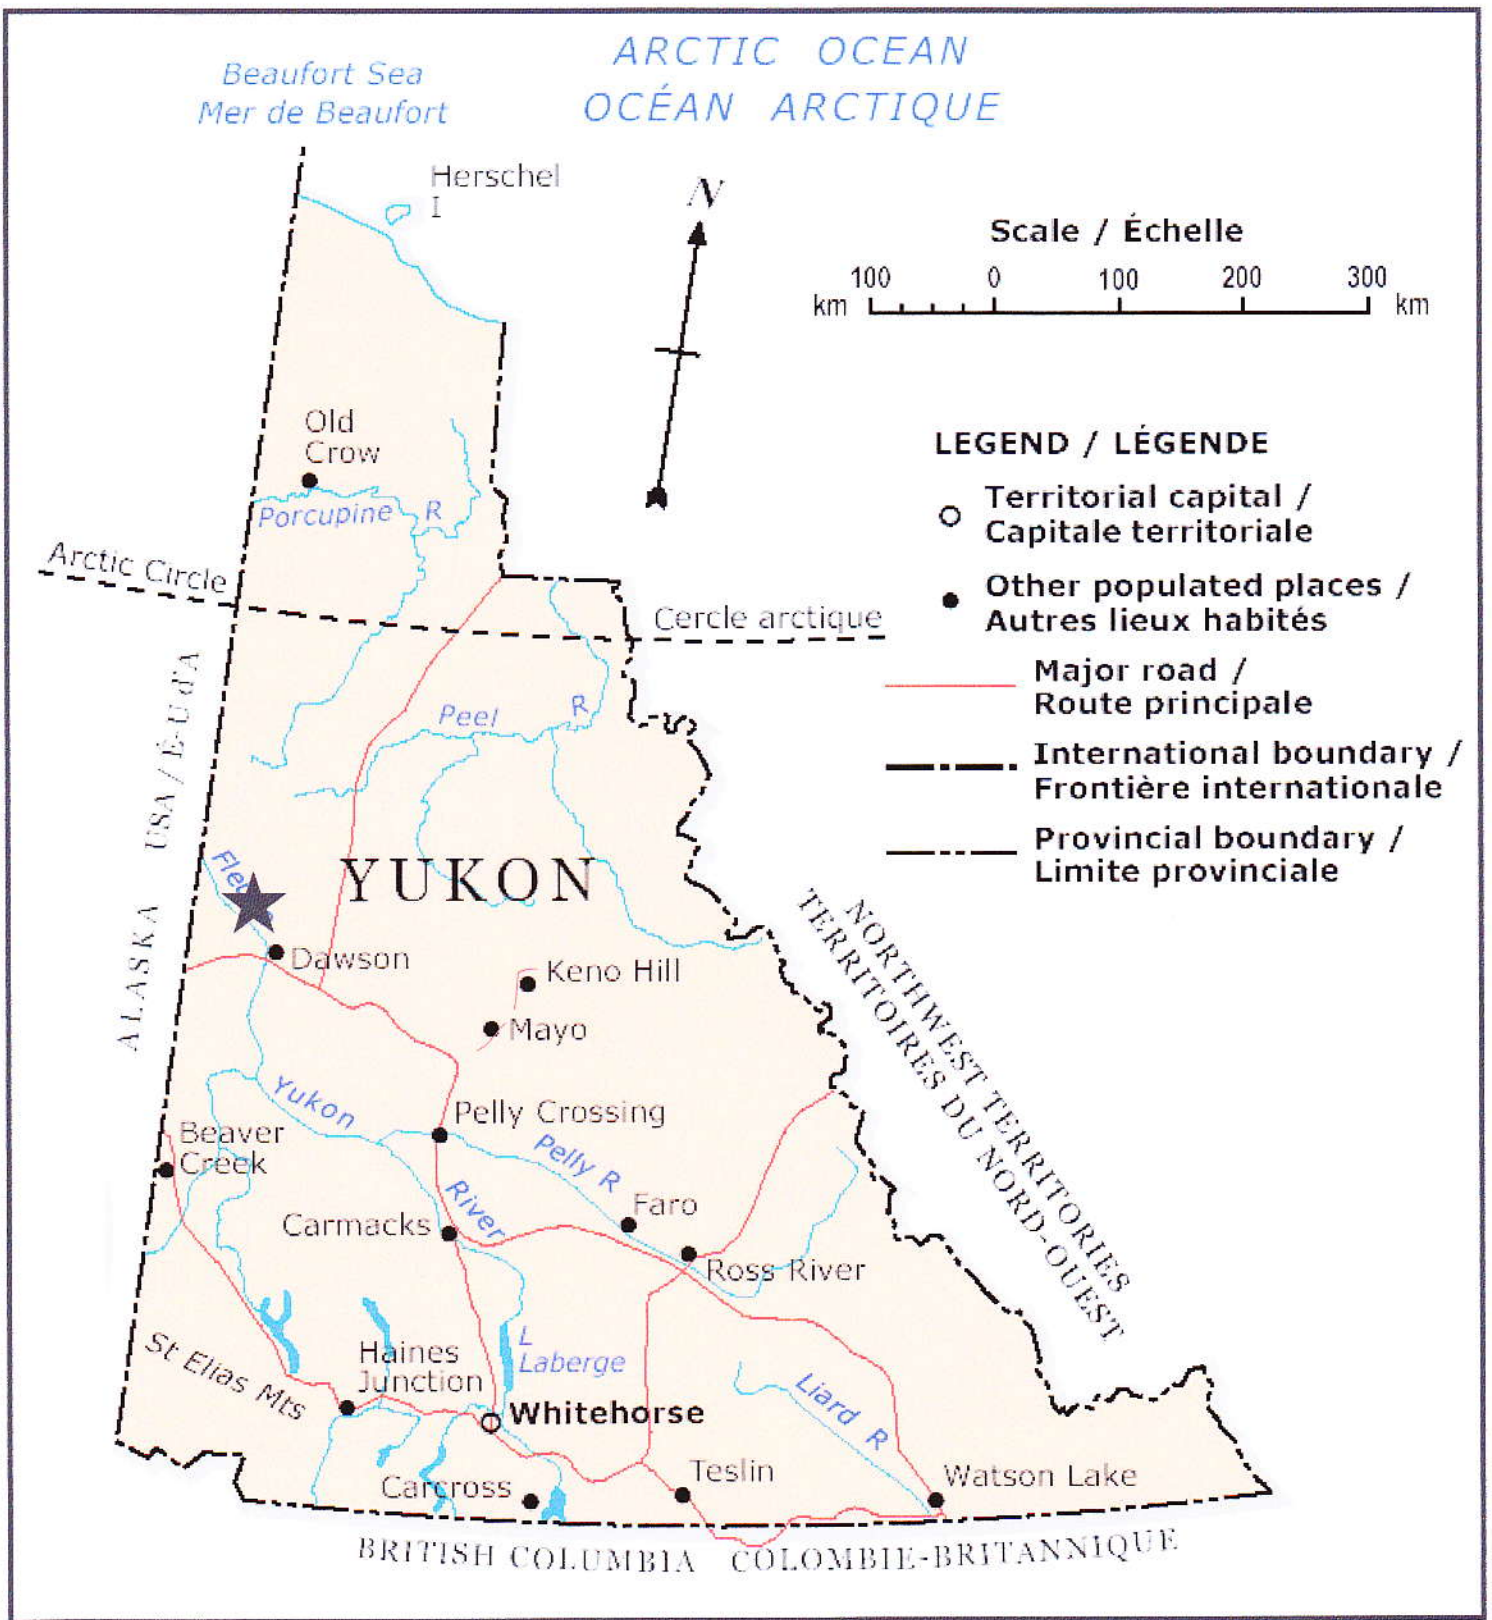 Beaufort Sea
Mer de Beaufort
ARCTIC OCEAN
OCÉAN ARCTIQUE
Herschel
I
N
Scale / Échelle
100 0 100 200 300
km km
Old
Crow
Porcupine R
Arctic Circle
Cercle arctique
LEGEND / LÉGENDE
Territorial capital /
Capitale territoriale
Other populated places /
Autres lieux habités
Major road /
Route principale
International boundary /
Frontière internationale
Provincial boundary /
Limite provinciale
Peel R
ALASKA USA / É-U d'A
YUKON
Dawson
Keno Hill
Mayo
NORTHWEST TERRITORIES
TERRITOIRES DU NORD-OUEST
Yukon
River
Pelly Crossing
Pelly R
Beaver
Creek
Faro
Carmacks
Ross River
L
Laberge
Haines
Junction
St Elias Mts
Whitehorse
Liard R
Carcross
Teslin
Watson Lake
BRITISH COLUMBIA COLOMBIE-BRITANNIQUE